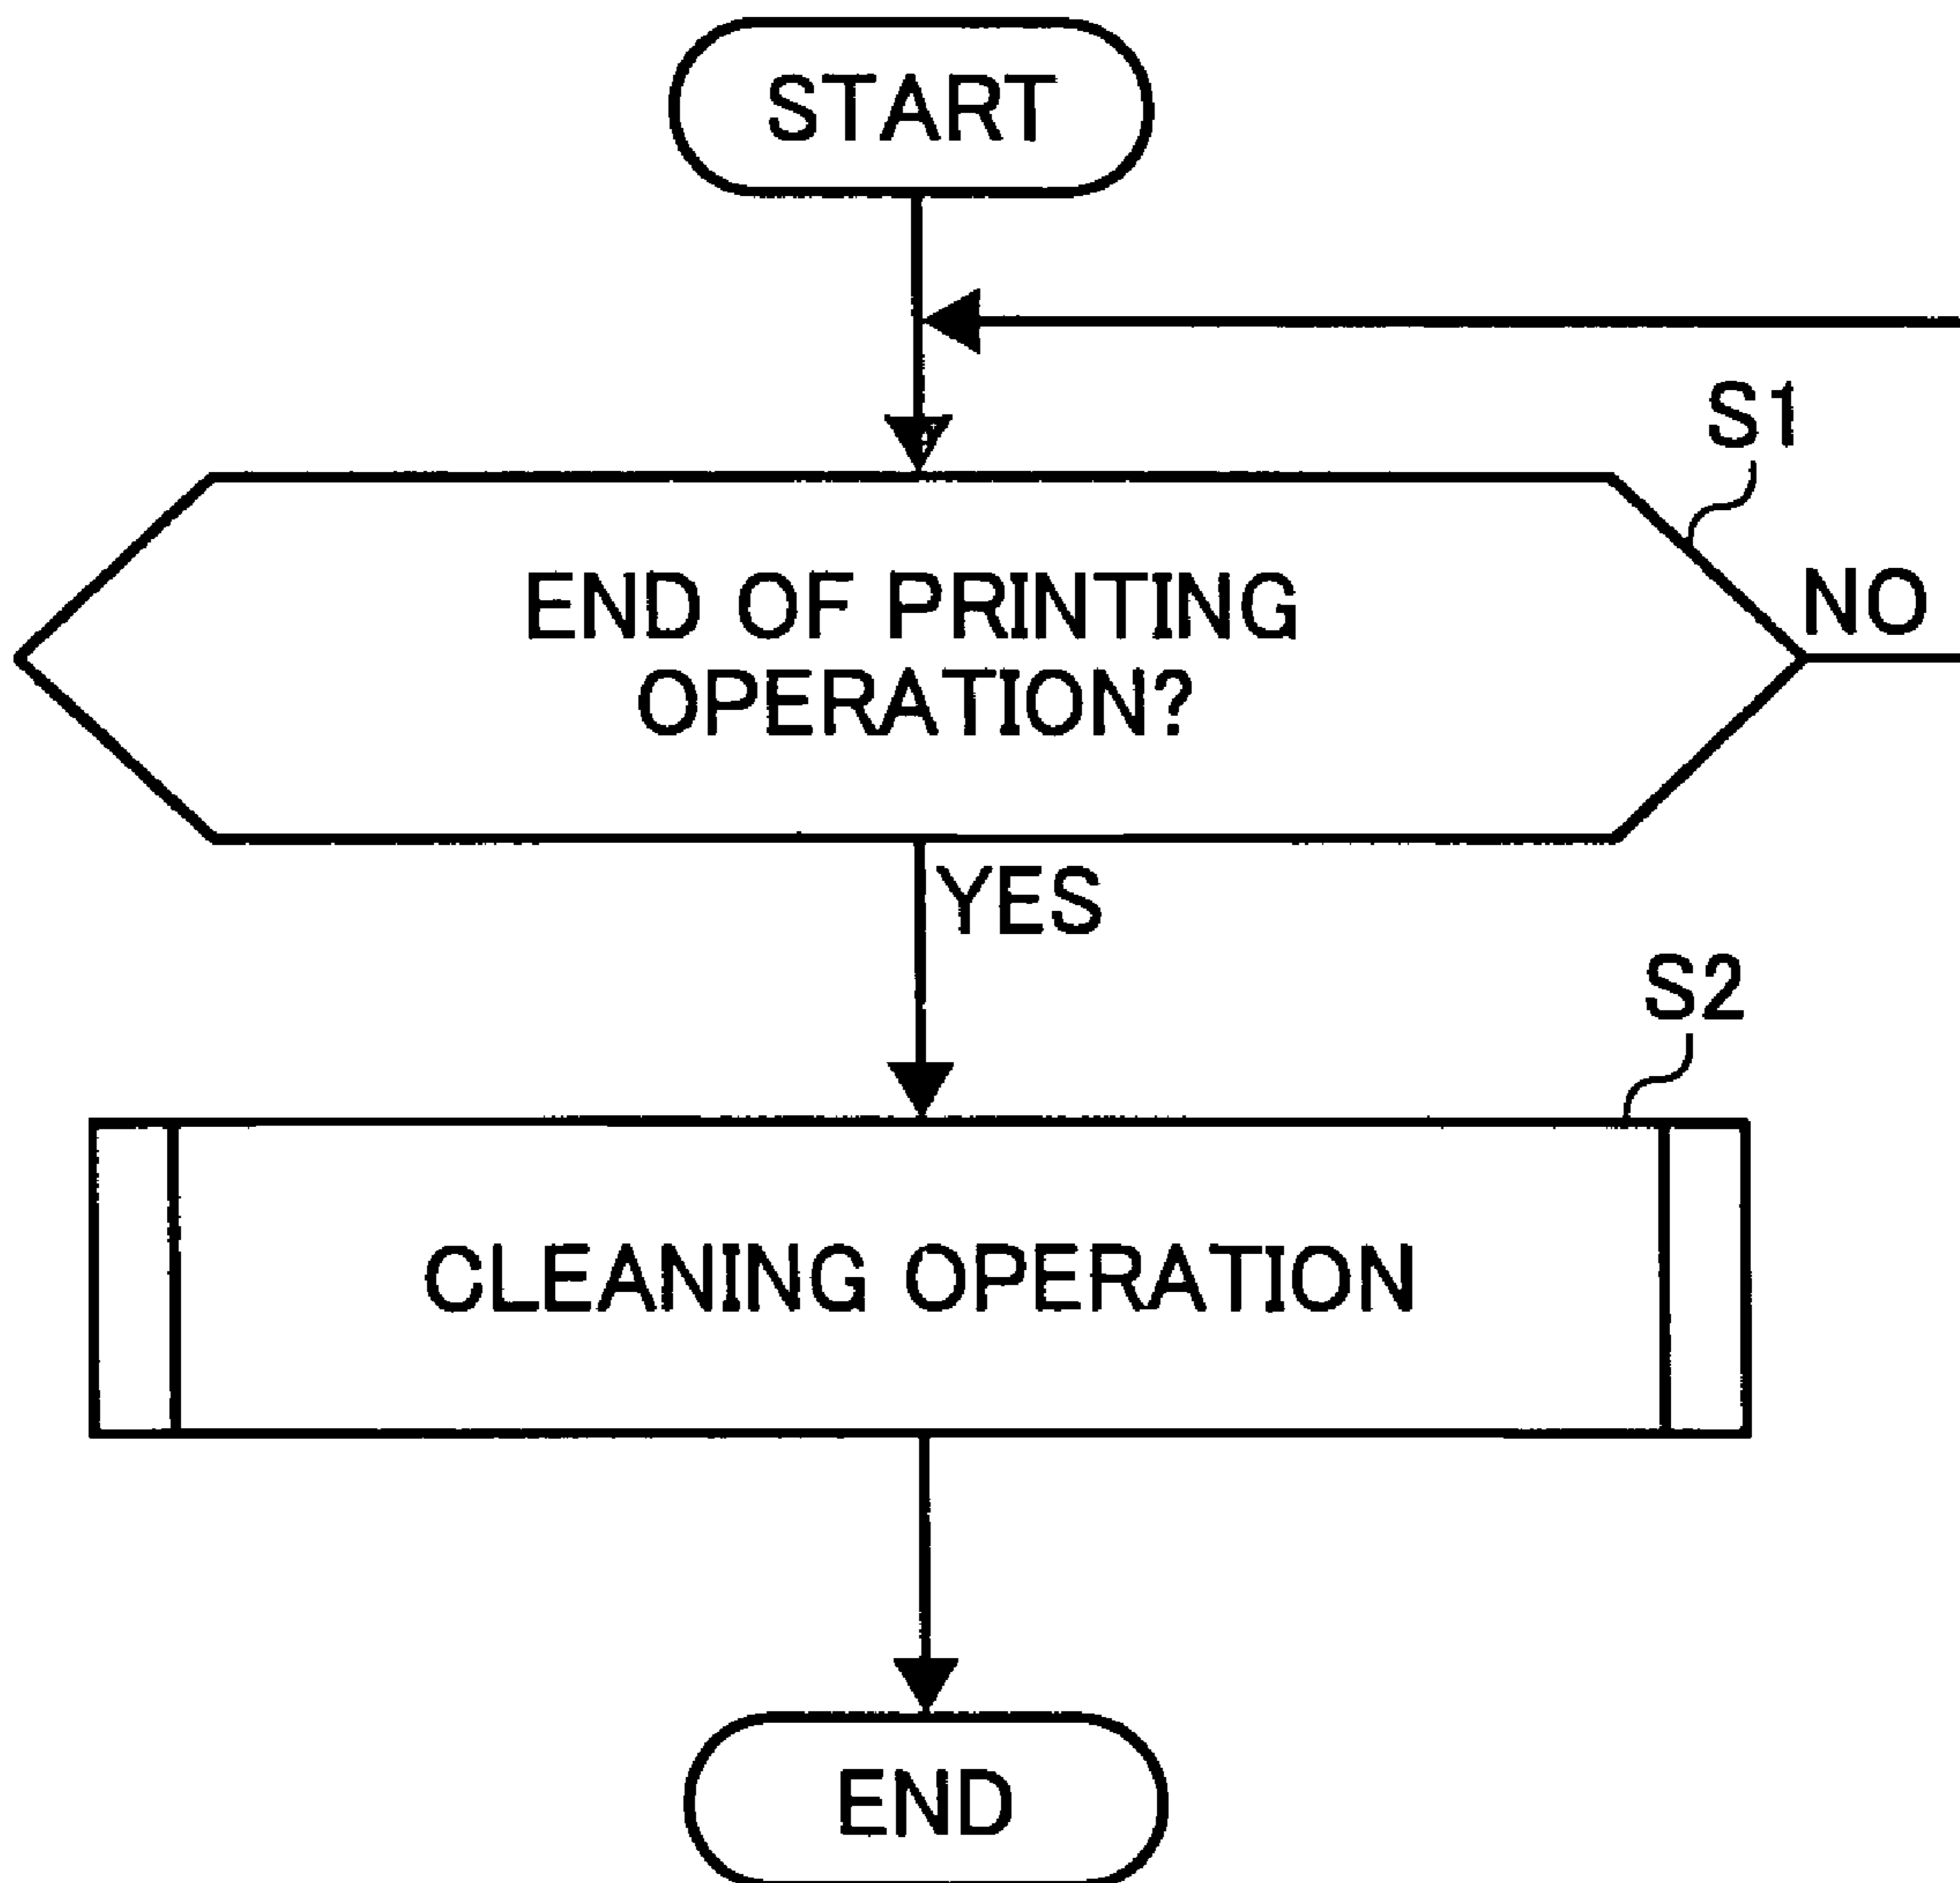 START
S1
END OF PRINTING
OPERATION?
NO
YES
S2
CLEANING OPERATION
END